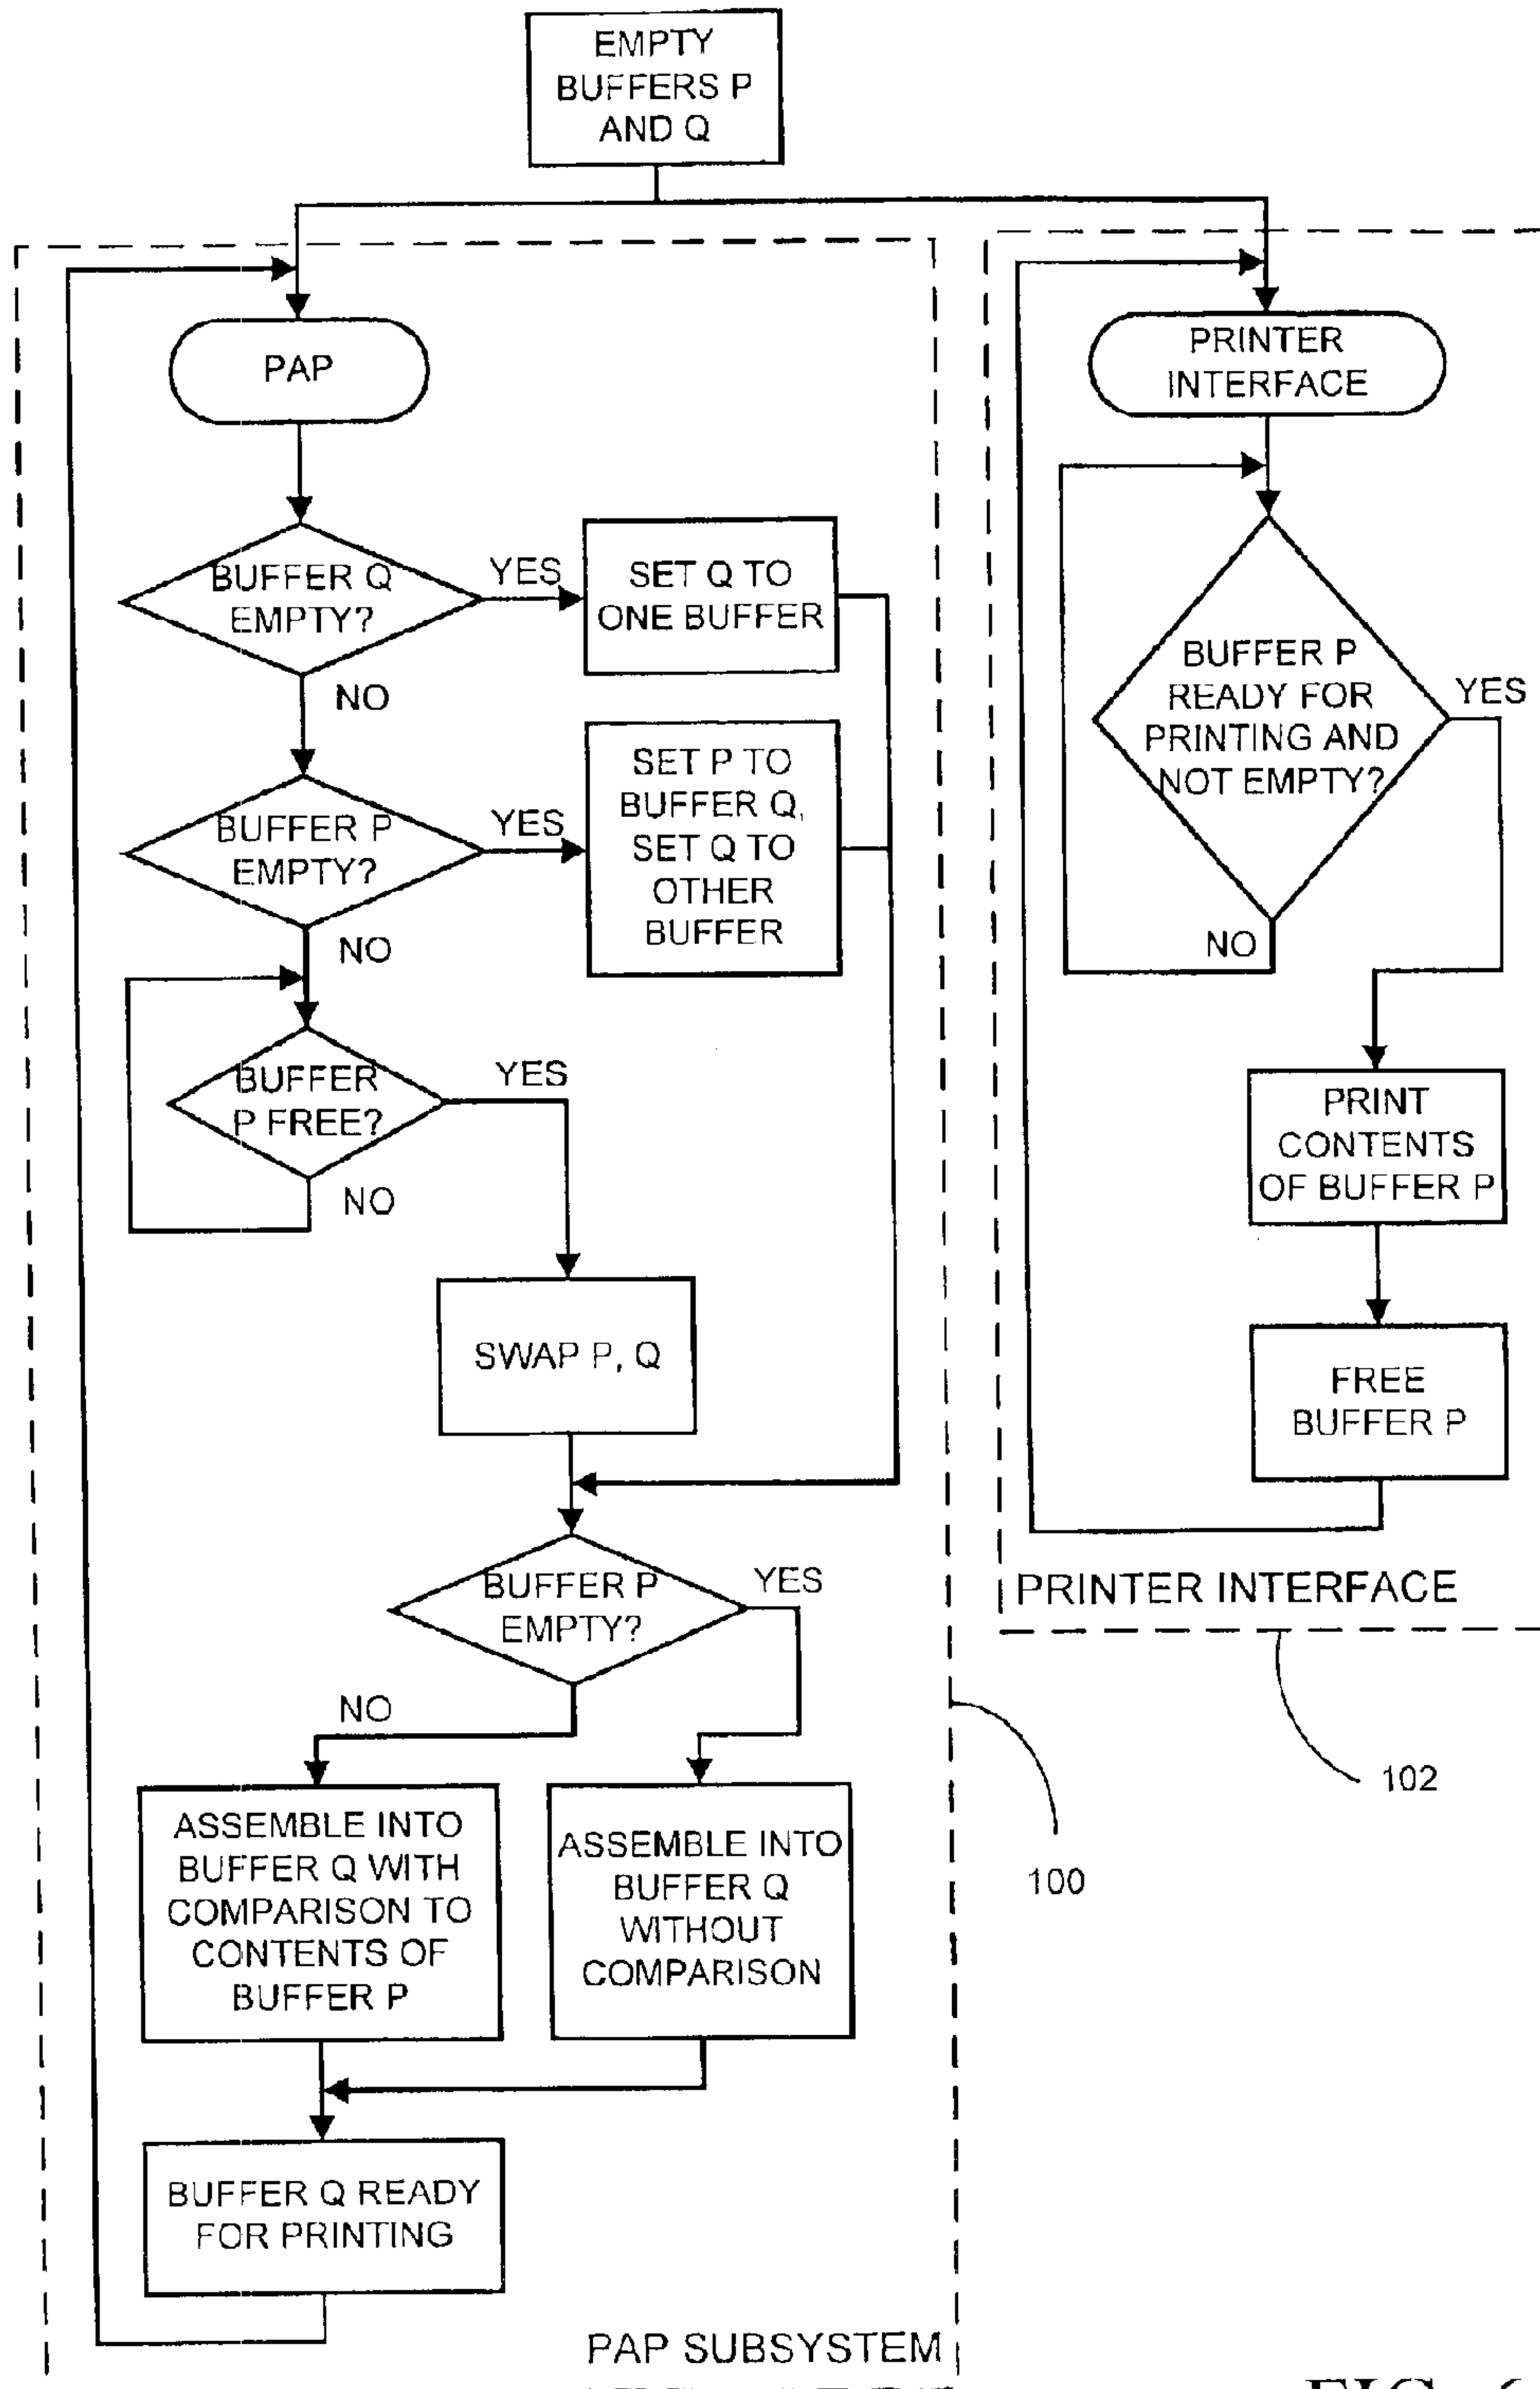 EMPTY
BUFFERS P
AND Q
PAP
BUFFER Q
EMPTY?
YES
NO
SET Q TO
ONE BUFFER
BUFFER P
EMPTY?
YES
NO
SET P TO
BUFFER Q,
SET Q TO
OTHER
BUFFER
BUFFER
P FREE?
YES
NO
SWAP P, Q
BUFFER P
EMPTY?
YES
NO
ASSEMBLE INTO
BUFFER Q WITH
COMPARISON TO
CONTENTS OF
BUFFER P
ASSEMBLE INTO
BUFFER Q
WITHOUT
COMPARISON
BUFFER Q READY
FOR PRINTING
PAP SUBSYSTEM
100
PRINTER
INTERFACE
BUFFER P
READY FOR
PRINTING AND
NOT EMPTY?
YES
NO
PRINT
CONTENTS
OF BUFFER P
FREE
BUFFER P
PRINTER INTERFACE
102